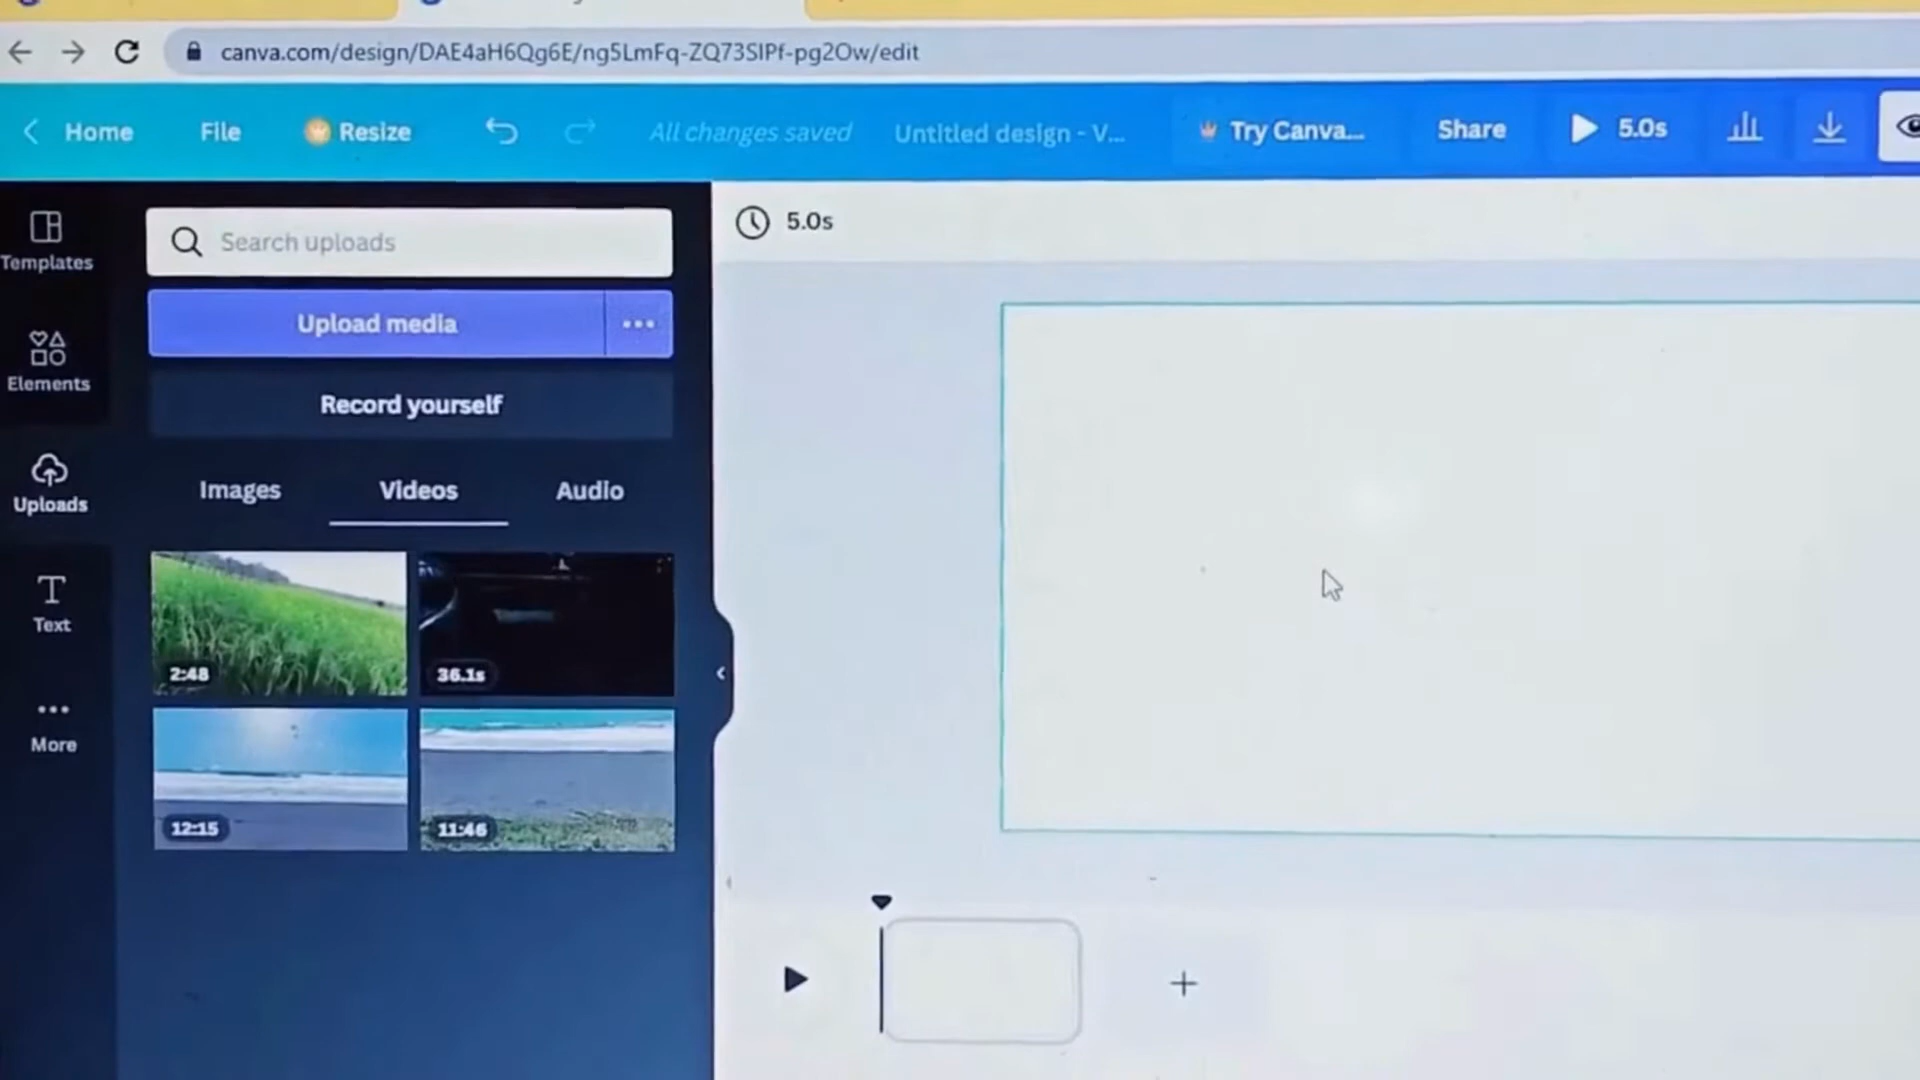 canva.com/design/DAE4aH6Qg6E/ng5LmFq-ZQ73SlPf-pg2Ow/edit
Home File Resize All changes saved Untitled design - V... Try Canva... Share 5.0s
Templates
Search uploads
5.0s
Upload media
Elements
Record yourself
Uploads
Images Videos Audio
Text
2:48 36.1s
More
12:15 11:46